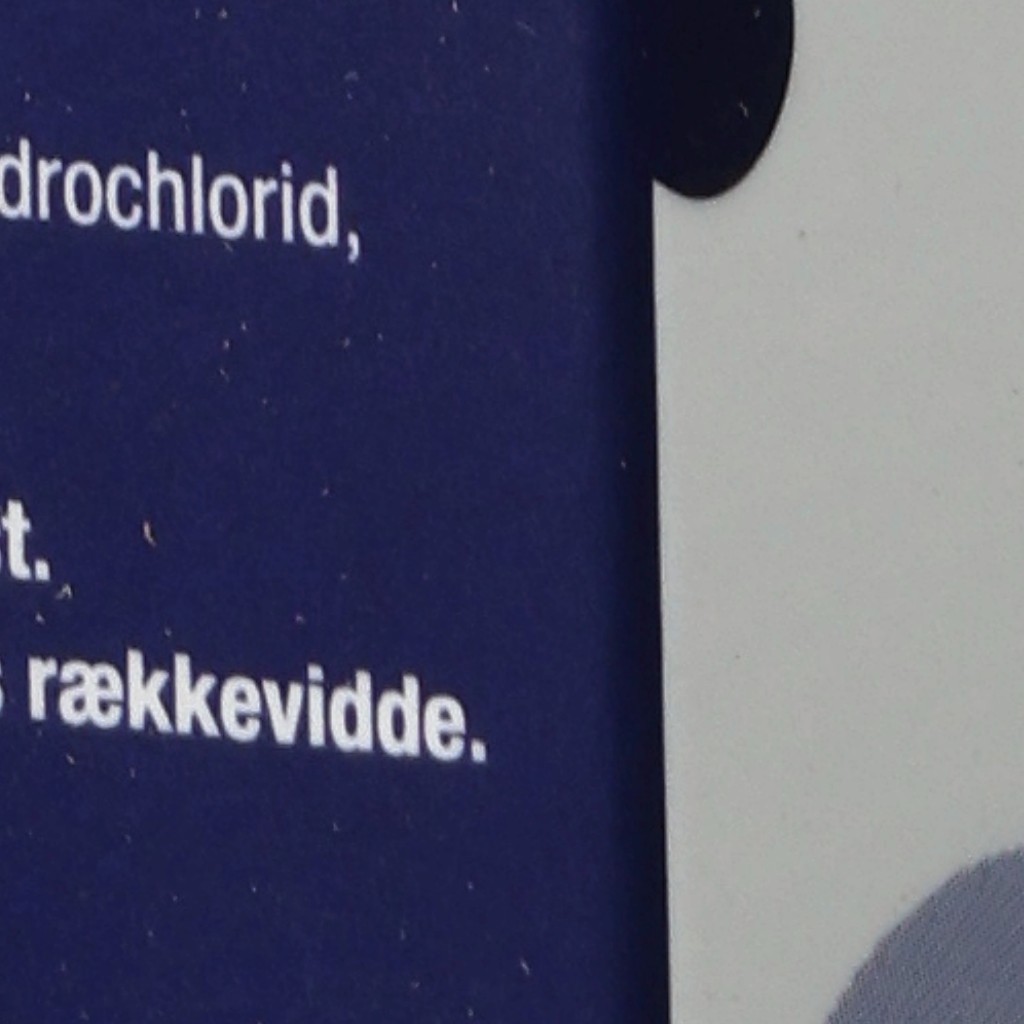 drochlorid,
t.
rækkevidde.